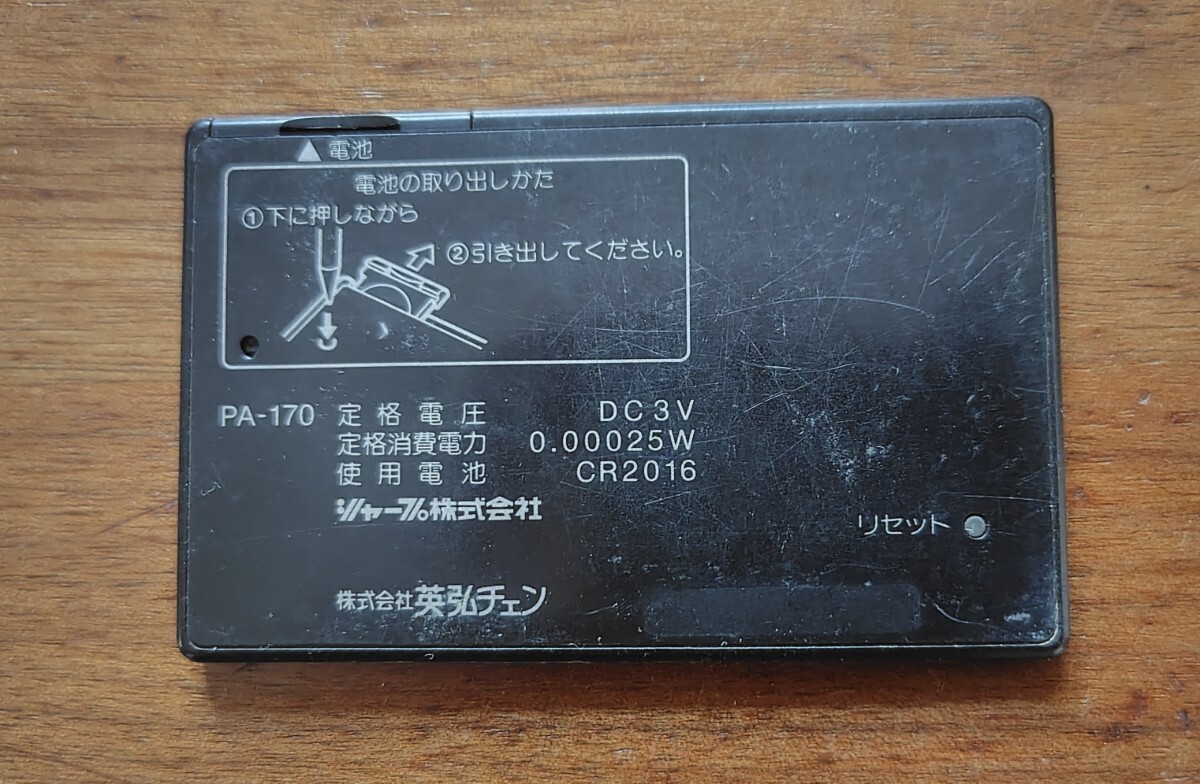 ▲ 電池
電池の取り出しかた
①下に押しながら
②引き出してください。
PA-170 定格電圧 DC3V
定格消費電力 0.00025W
使用電池 CR2016
シャープ株式会社
リセット
株式会社 英弘チェン